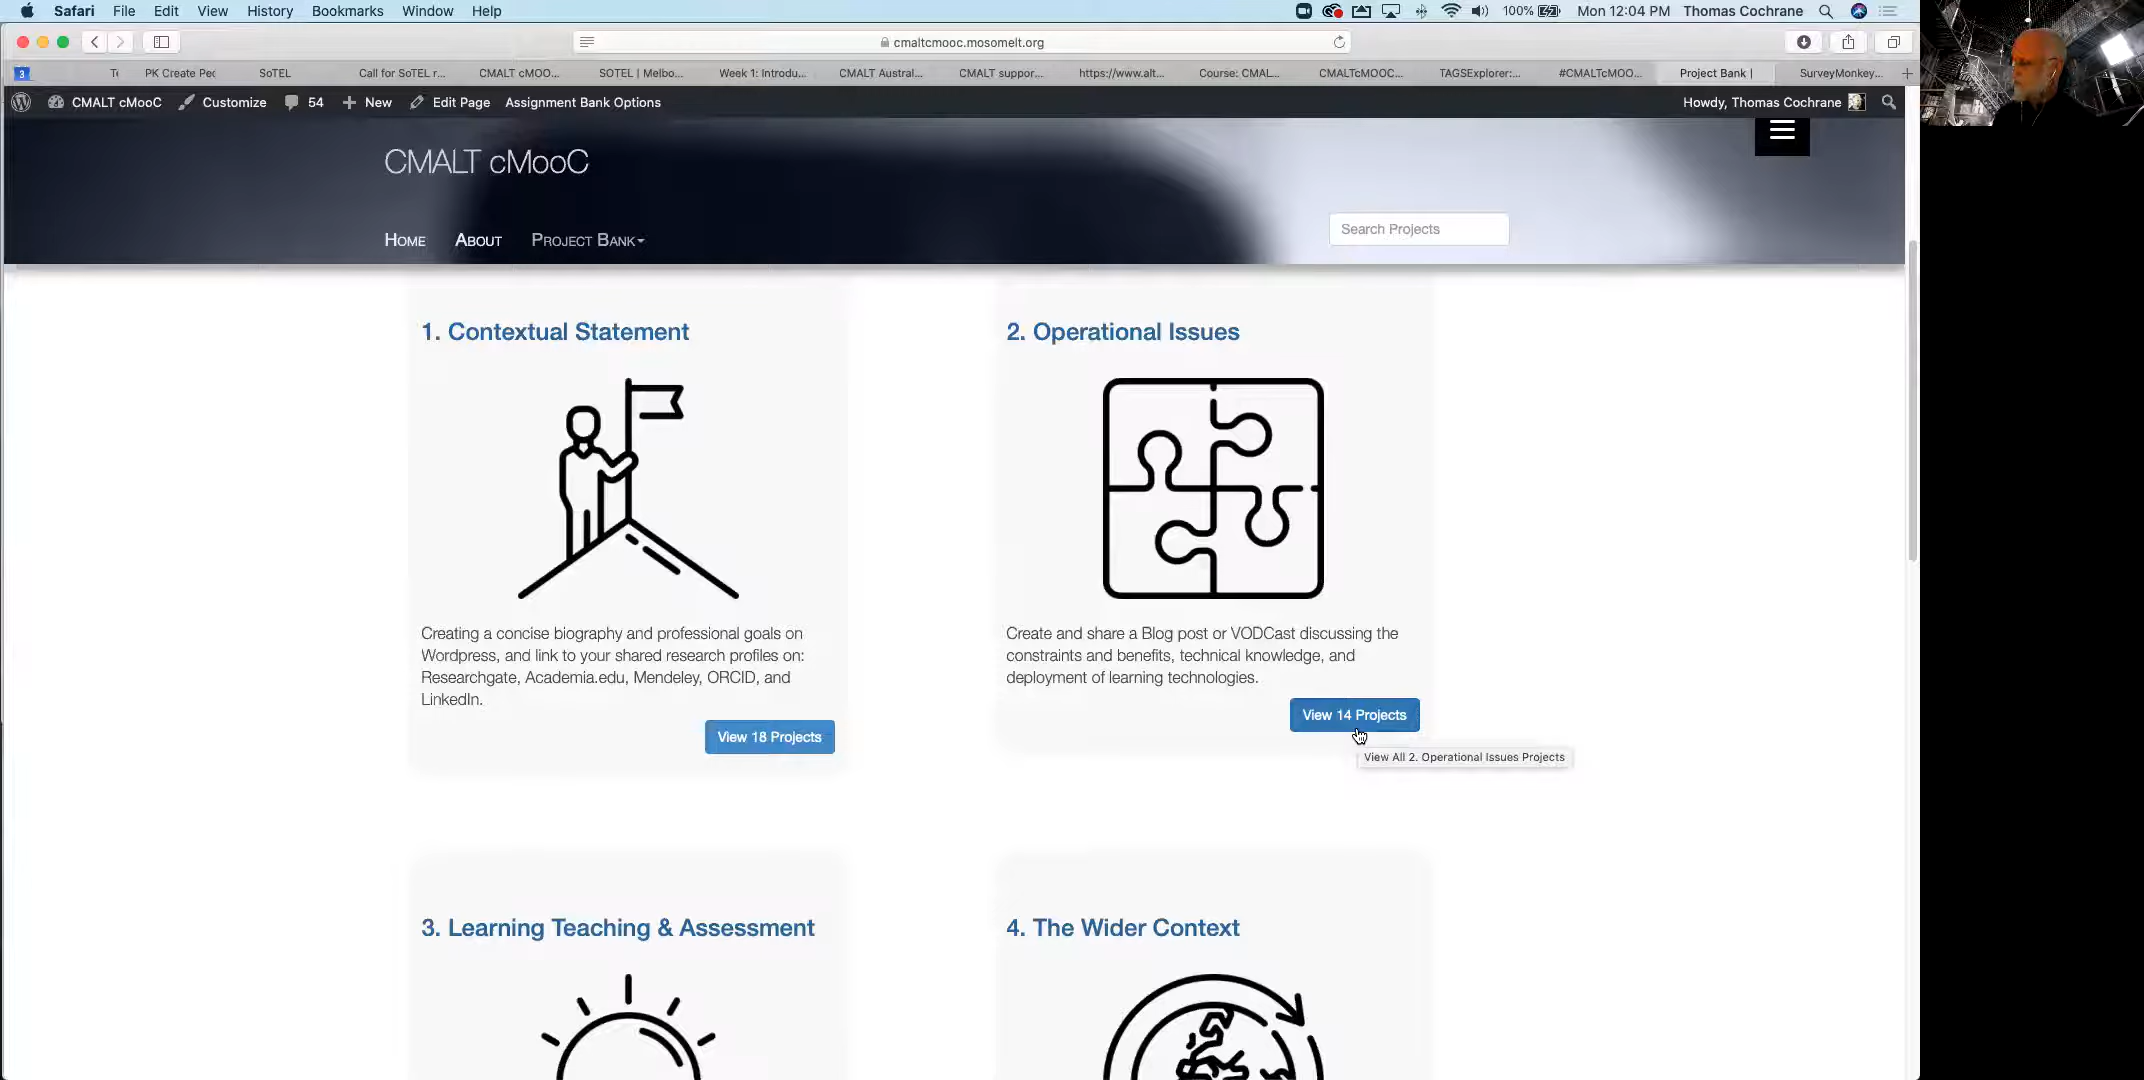 Safari File Edit View History Bookmarks Window Help 100% Mon 12:04 PM Thomas Cochrane
cmaltcmooc.mosomelt.org
3 PK Create Pec SoTEL Call for SoTEL r... CMALT cMOO... SOTEL | Melbo... Week 1: Introdu... CMALT Austral... CMALT suppor... https://www.alt... Course: CMAL... CMALTcMOOC... TAGSExplorer:... #CMALTcMOO... Project Bank | SurveyMonkey...
CMALT cMooC Customize 54 New Edit Page Assignment Bank Options Howdy, Thomas Cochrane
CMALT cMooC
Search Projects
Home About Project Bank
1. Contextual Statement
Creating a concise biography and professional goals on
Wordpress, and link to your shared research profiles on:
Researchgate, Academia.edu, Mendeley, ORCID, and
LinkedIn.
View 18 Projects
2. Operational Issues
Create and share a Blog post or VODCast discussing the
constraints and benefits, technical knowledge, and
deployment of learning technologies.
View 14 Projects
View All 2. Operational Issues Projects
3. Learning Teaching & Assessment
4. The Wider Context